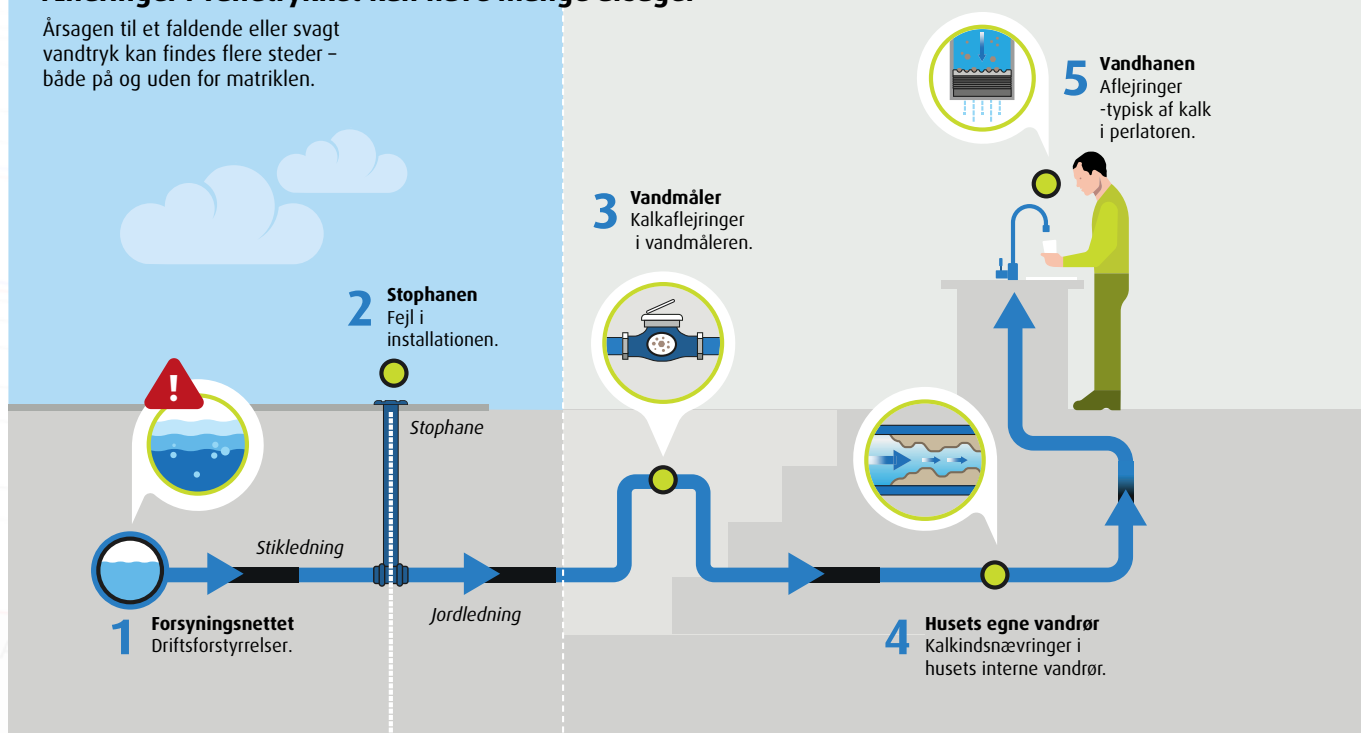 Årsagen til et faldende eller svagt
vandtryk kan findes flere steder –
både på og uden for matriklen.
5 Vandhanen
Aflejringer
-typisk af kalk
i perlatoren.
3 Vandmåler
Kalkaflejringer
i vandmåleren.
2 Stophanen
Fejl i
installationen.
!
Stophane
Stikledning
Jordledning
1 Forsyningsnettet
Driftsforstyrrelser.
4 Husets egne vandrør
Kalkindsnævringer i
husets interne vandrør.